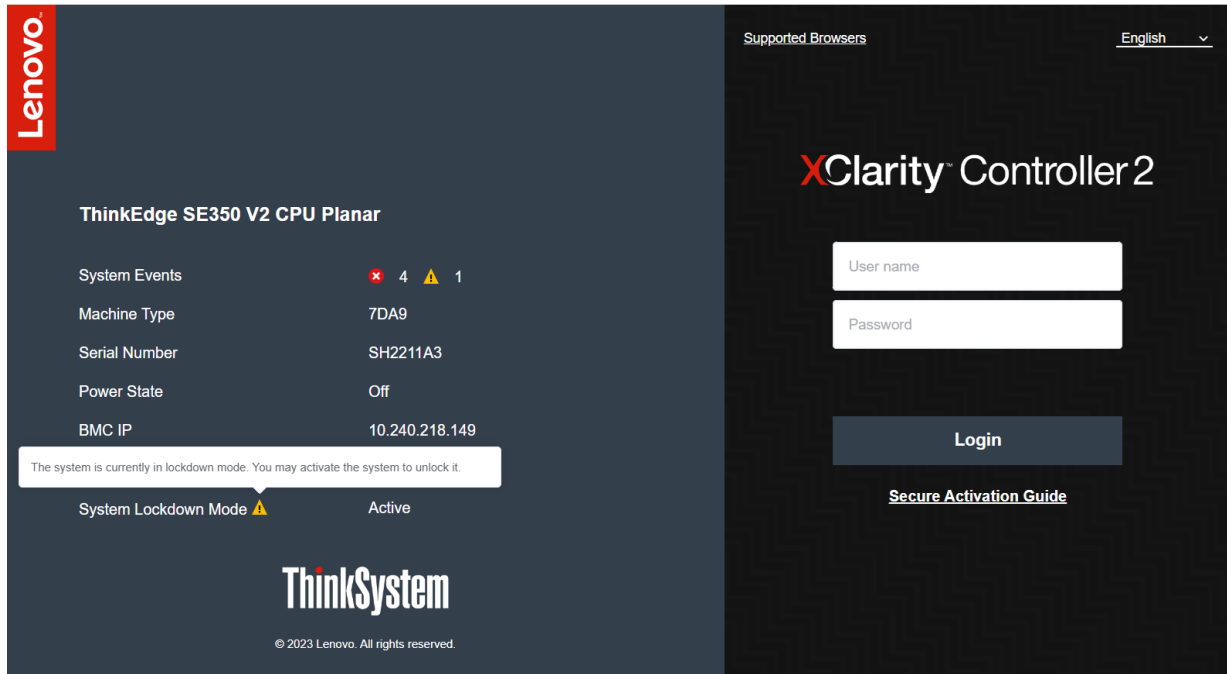 Lenovo
ThinkEdge SE350 V2 CPU Planar
System Events 4 1
Machine Type 7DA9
Serial Number SH2211A3
Power State Off
BMC IP 10.240.218.149
The system is currently in lockdown mode. You may activate the system to unlock it.
System Lockdown Mode Active
ThinkSystem
© 2023 Lenovo. All rights reserved.
Supported Browsers
English
XClarity™ Controller 2
User name
Password
Login
Secure Activation Guide